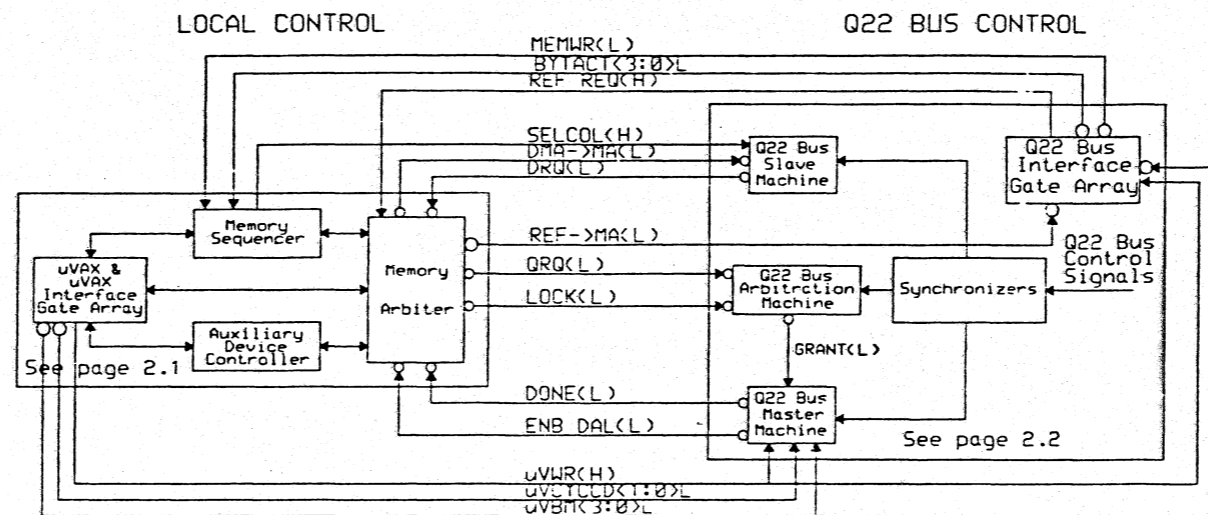 LOCAL CONTROL
Q22 BUS CONTROL
MEMWR(L)
BYTACT<3:0>L
REF REQ(H)
SELCOL(H)
DMA->MA(L)
DRQ(L)
Q22 Bus
Slave
Machine
Q22 Bus
Interface
Gate Array
Memory
Sequencer
Memory
Arbiter
REF->MA(L)
QRQ(L)
LOCK(L)
Q22 Bus
Arbitration
Machine
Synchronizers
Q22 Bus
Control
Signals
uVAX &
uVAX
Interface
Gate Array
Auxiliary
Device
Controller
See page 2.1
GRANT(L)
DONE(L)
ENB DAL(L)
Q22 Bus
Master
Machine
See page 2.2
uVWR(H)
uVCYCCD<1:0>L
uVBM<3:0>L